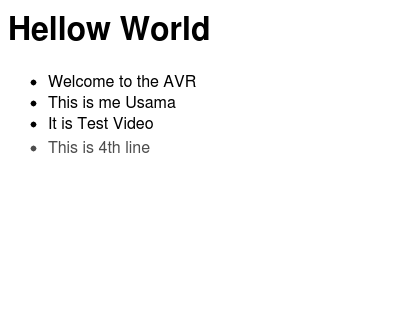 Hellow World
Welcome to the AVR
This is me Usama
It is Test Video
This is 4th line